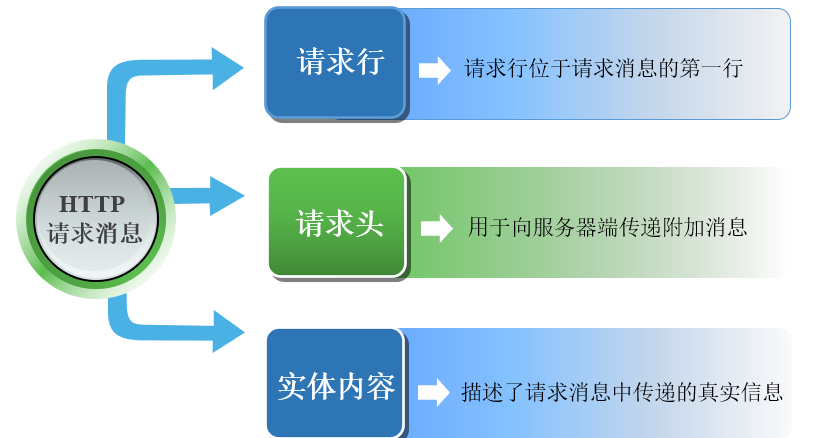 HTTP
请求消息
请求行
请求行位于请求消息的第一行
请求头
用于向服务器端传递附加消息
实体内容
描述了请求消息中传递的真实信息